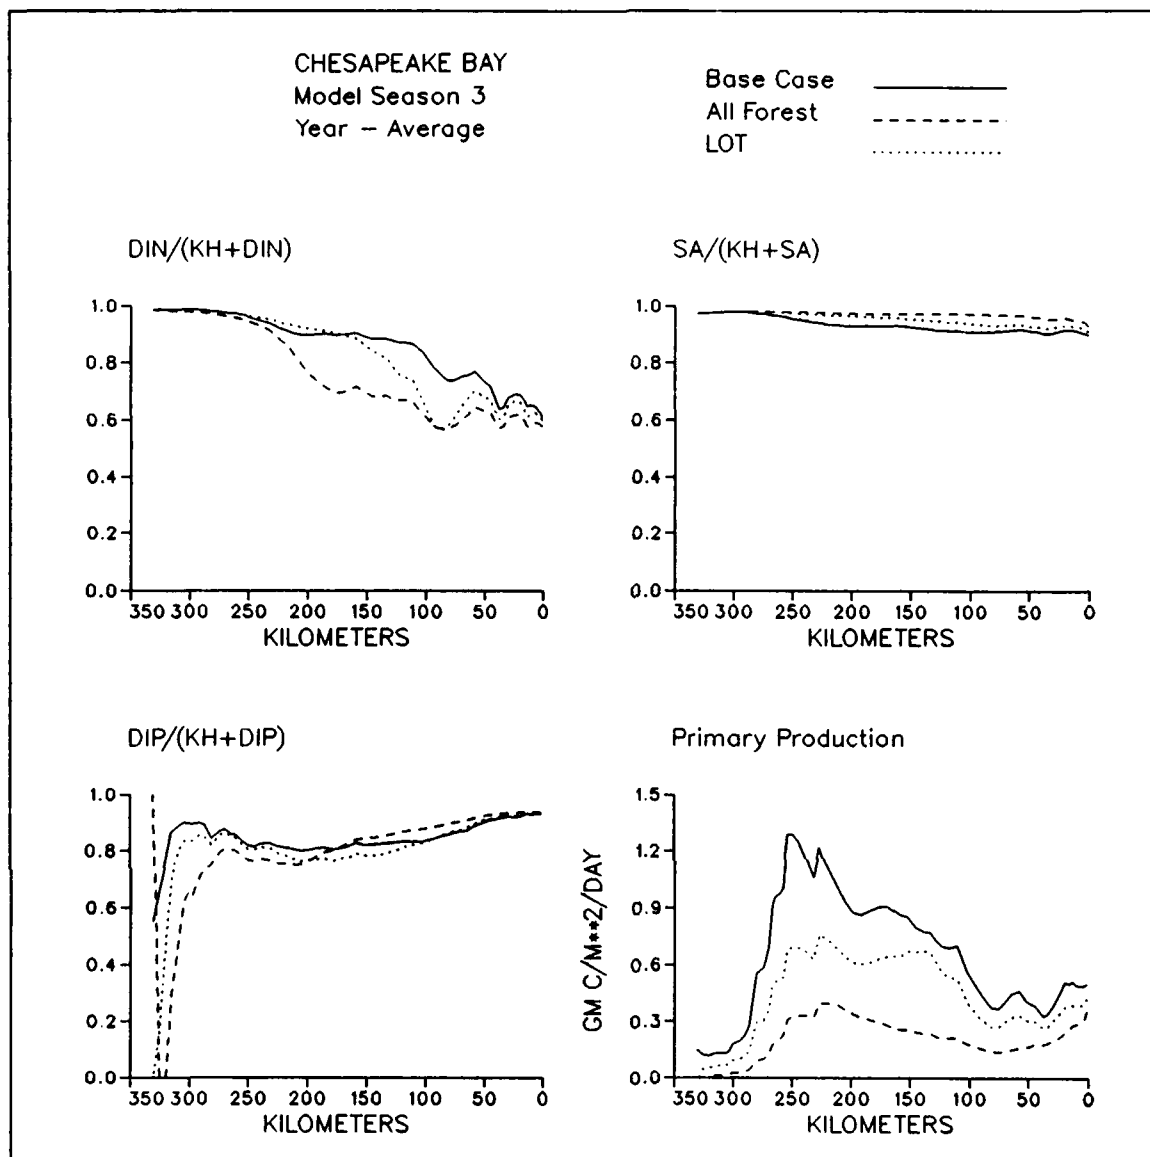 CHESAPEAKE BAY
Model Season 3
Year – Average
Base Case
All Forest
LOT
DIN/(KH+DIN)
1.0
0.8
0.6
0.4
0.2
0.0
350 300 250 200 150 100 50 0
KILOMETERS
SA/(KH+SA)
1.0
0.8
0.6
0.4
0.2
0.0
350 300 250 200 150 100 50 0
KILOMETERS
DIP/(KH+DIP)
1.0
0.8
0.6
0.4
0.2
0.0
350 300 250 200 150 100 50 0
KILOMETERS
Primary Production
GM C/M**2/DAY
1.5
1.2
0.9
0.6
0.3
0.0
350 300 250 200 150 100 50 0
KILOMETERS